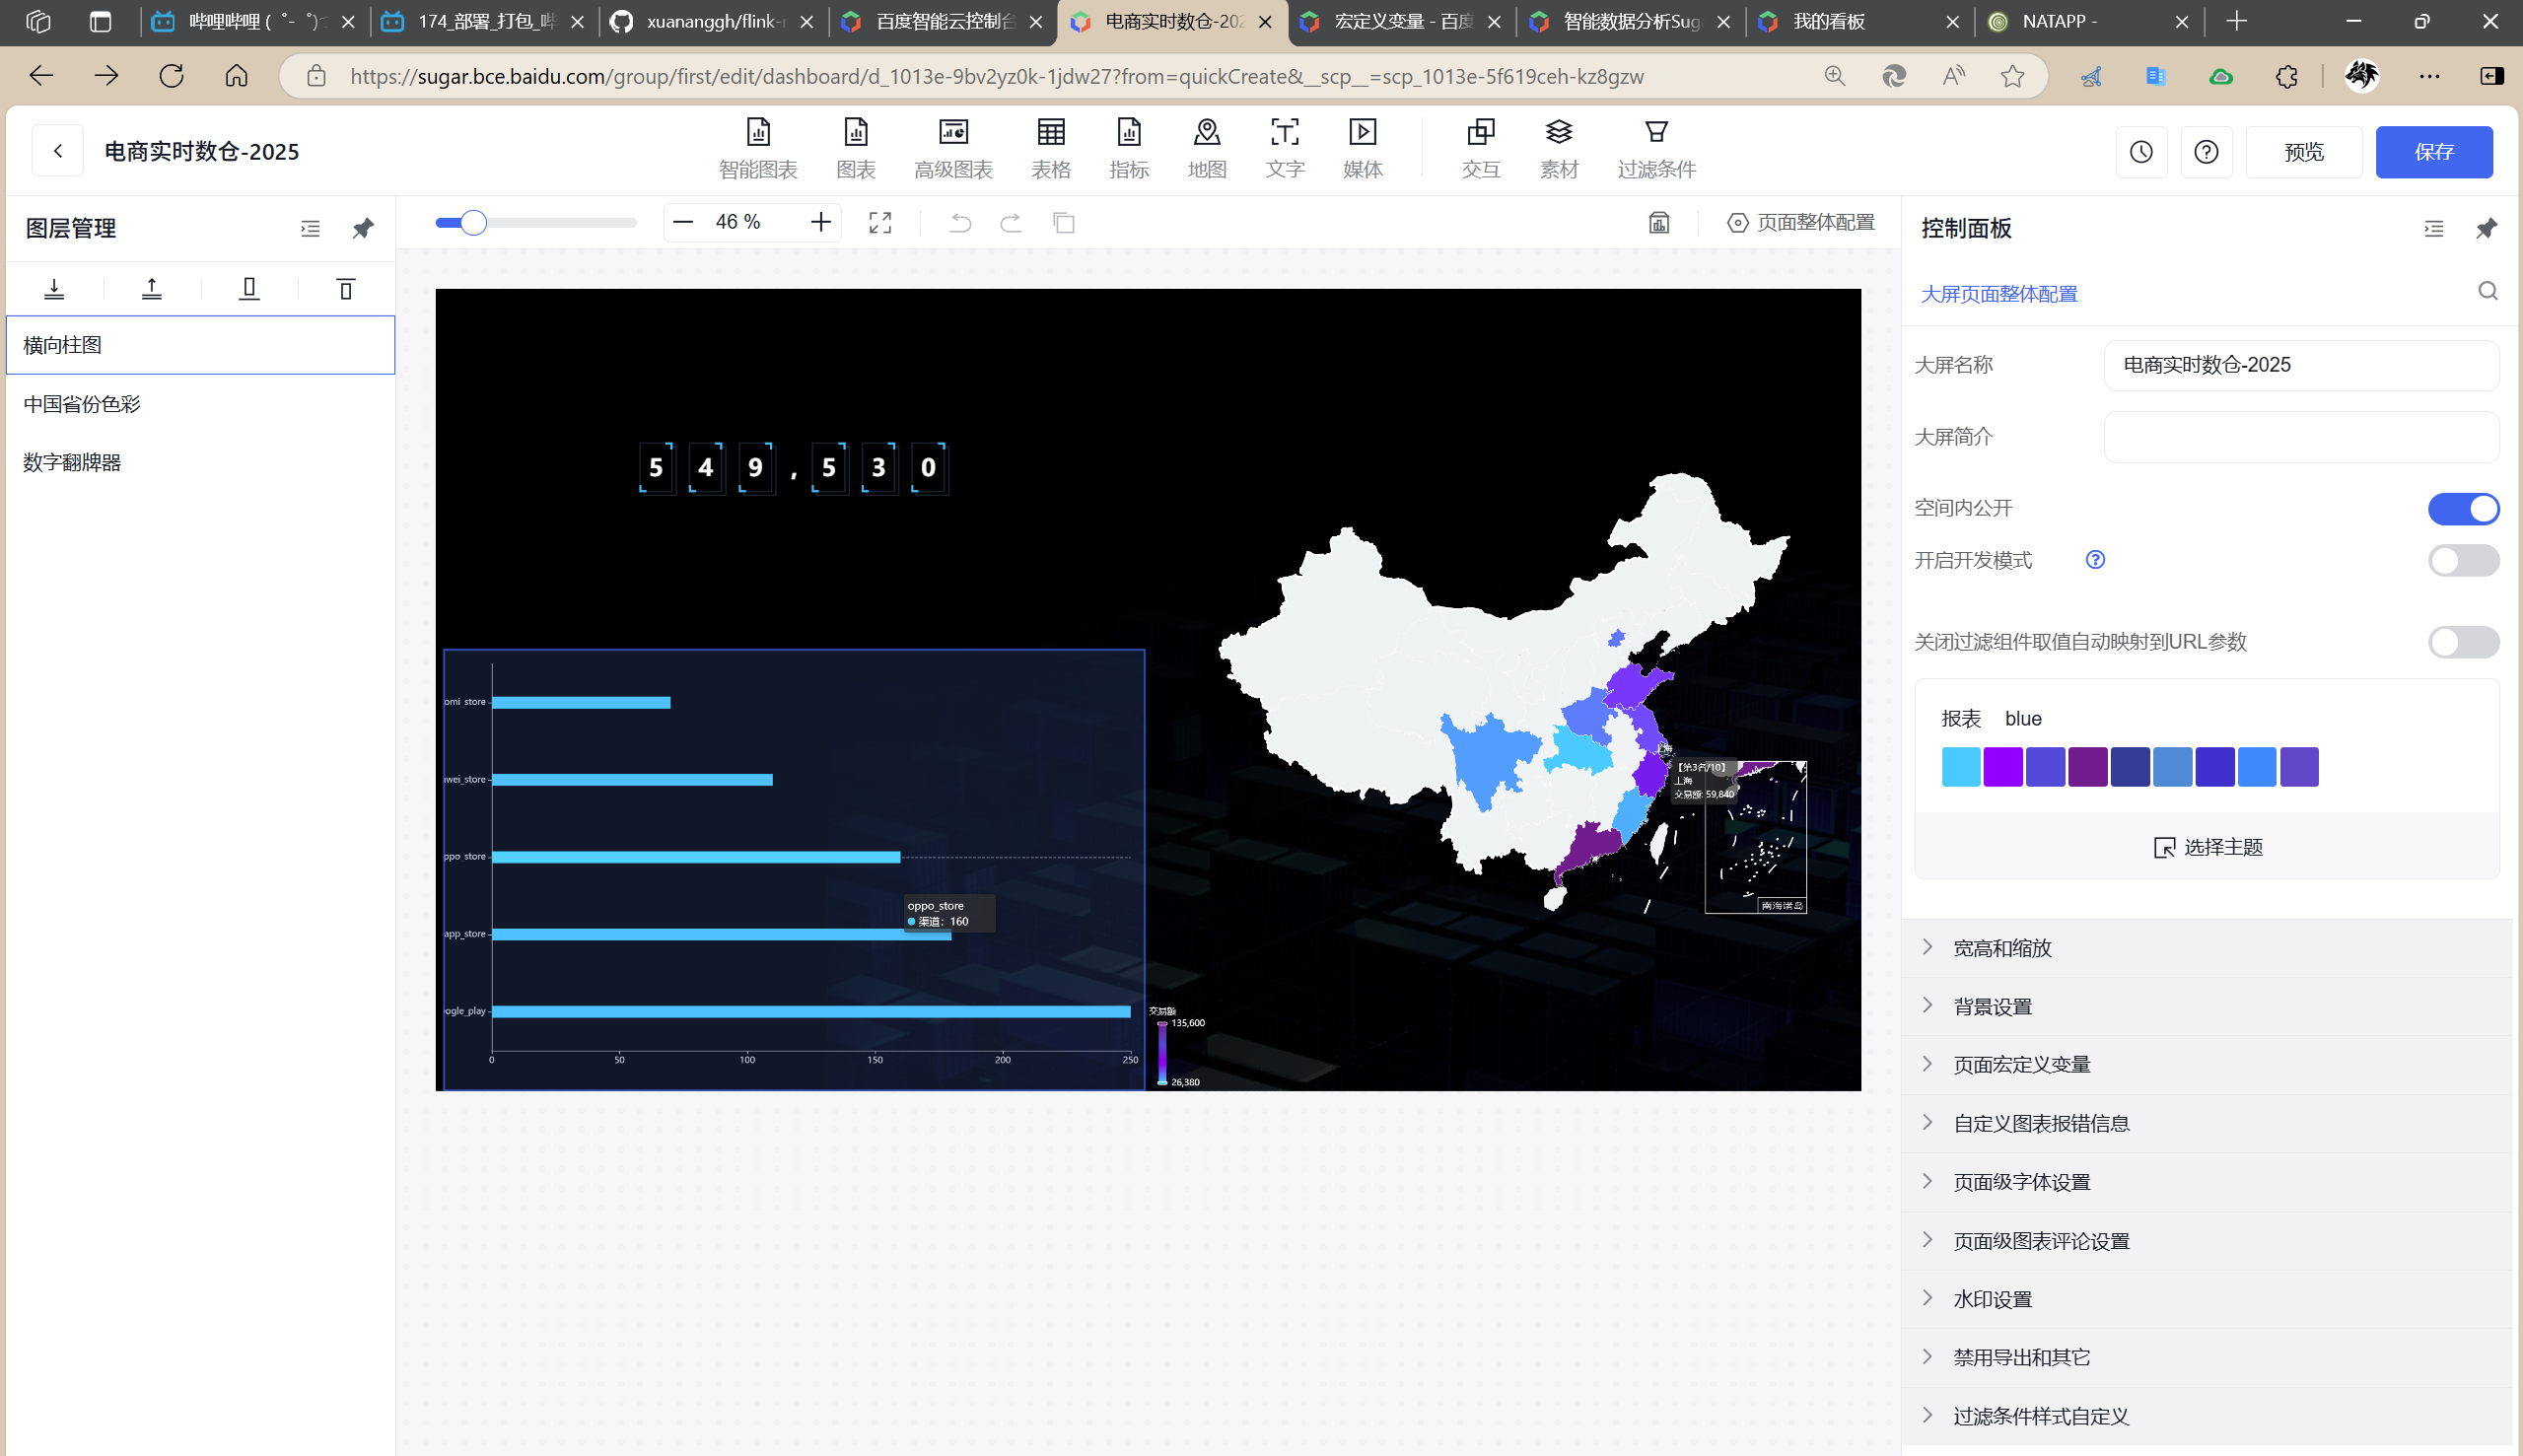 哔哩哔哩 (゜-゜)つ
174_部署_打包_哔
xuananggh/flink-r
百度智能云控制台
电商实时数仓-202
宏定义变量 - 百度
智能数据分析Suga
我的看板
NATAPP -
https://sugar.bce.baidu.com/group/first/edit/dashboard/d_1013e-9bv2yz0k-1jdw27?from=quickCreate&__scp__=scp_1013e-5f619ceh-kz8gzw
电商实时数仓-2025
智能图表
图表
高级图表
表格
指标
地图
文字
媒体
交互
素材
过滤条件
预览
保存
图层管理
46 %
页面整体配置
控制面板
大屏页面整体配置
横向柱图
中国省份色彩
数字翻牌器
549,530
omi_store
wei_store
ppo_store
app_store
ogle_play
oppo_store
渠道: 160
0 50 100 150 200 250
交易额
135,600
26,380
上海
【第3名/10】
上海
交易额: 59,840
南海诸岛
大屏名称
电商实时数仓-2025
大屏简介
空间内公开
开启开发模式
关闭过滤组件取值自动映射到URL参数
报表 blue
选择主题
宽高和缩放
背景设置
页面宏定义变量
自定义图表报错信息
页面级字体设置
页面级图表评论设置
水印设置
禁用导出和其它
过滤条件样式自定义